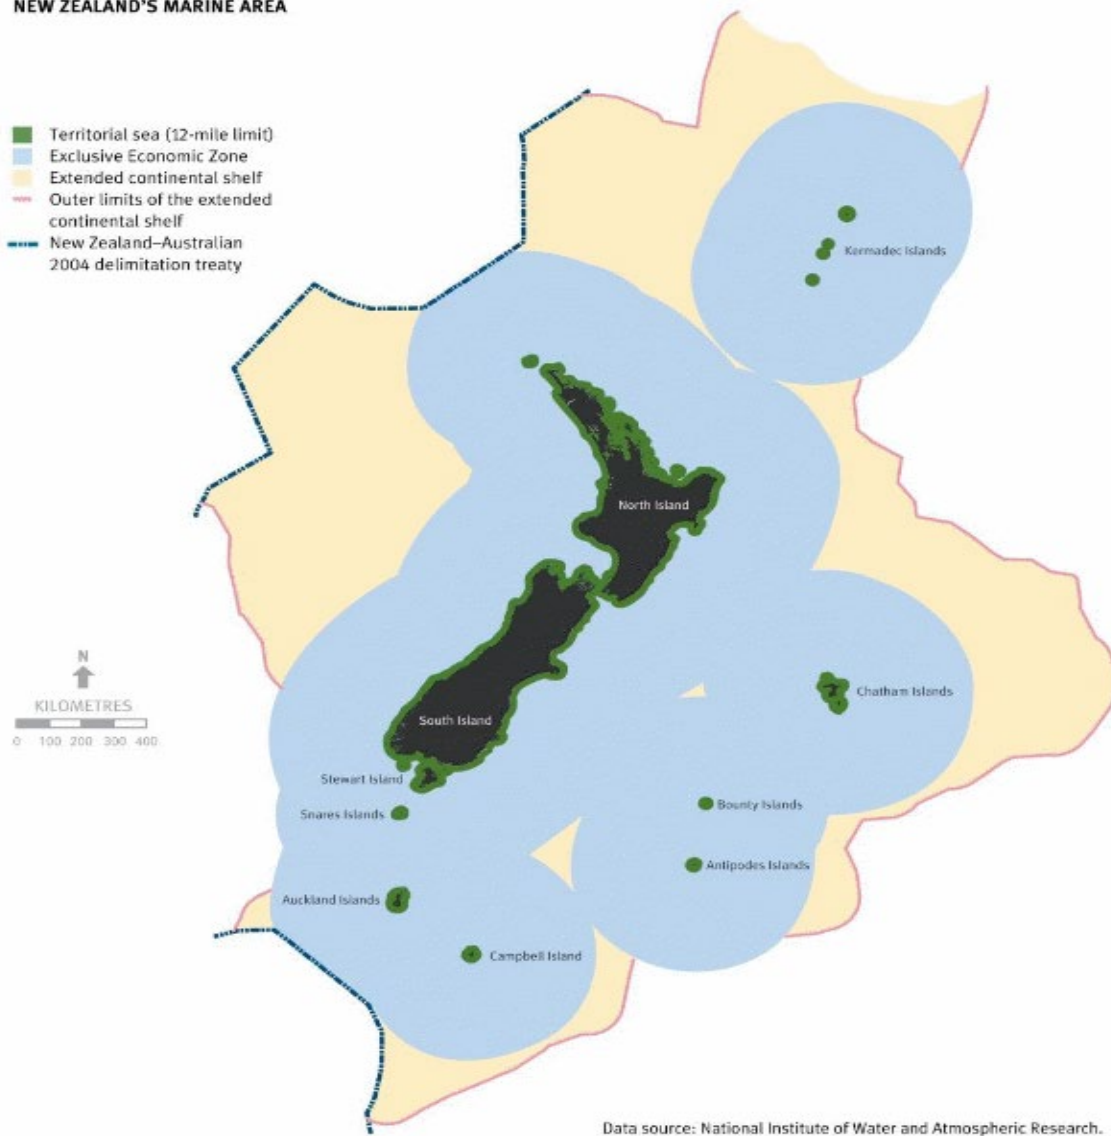 NEW ZEALAND'S MARINE AREA
Territorial sea (12-mile limit)
Exclusive Economic Zone
Extended continental shelf
Outer limits of the extended
continental shelf
New Zealand–Australian
2004 delimitation treaty
Kermadec Islands
North Island
N
KILOMETRES
0 100 200 300 400
Chatham Islands
South Island
Stewart Island
Snares Islands
Bounty Islands
Antipodes Islands
Auckland Islands
Campbell Island
Data source: National Institute of Water and Atmospheric Research.